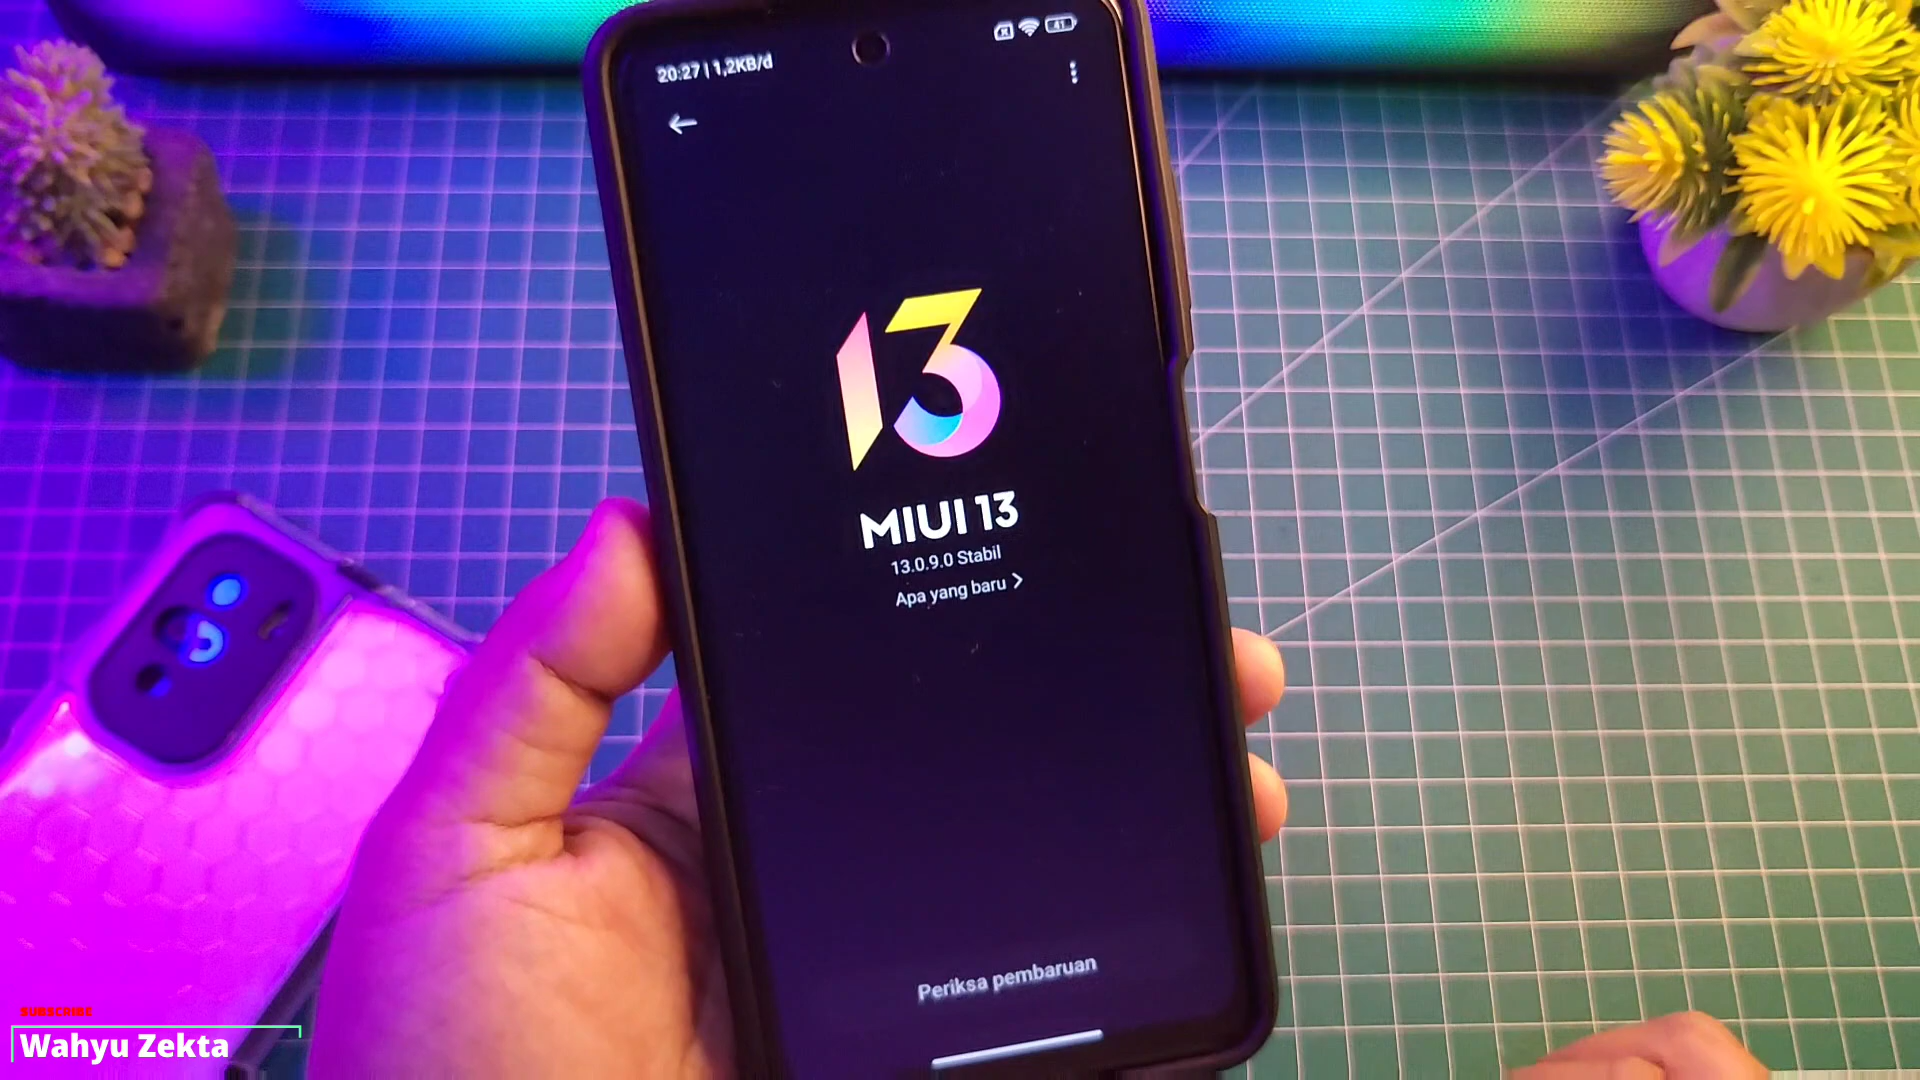 20:27 | 1,2KB/d
41
13
MIUI 13
13.0.9.0 Stabil
Apa yang baru
Periksa pembaruan
SUBSCRIBE
Wahyu Zekta